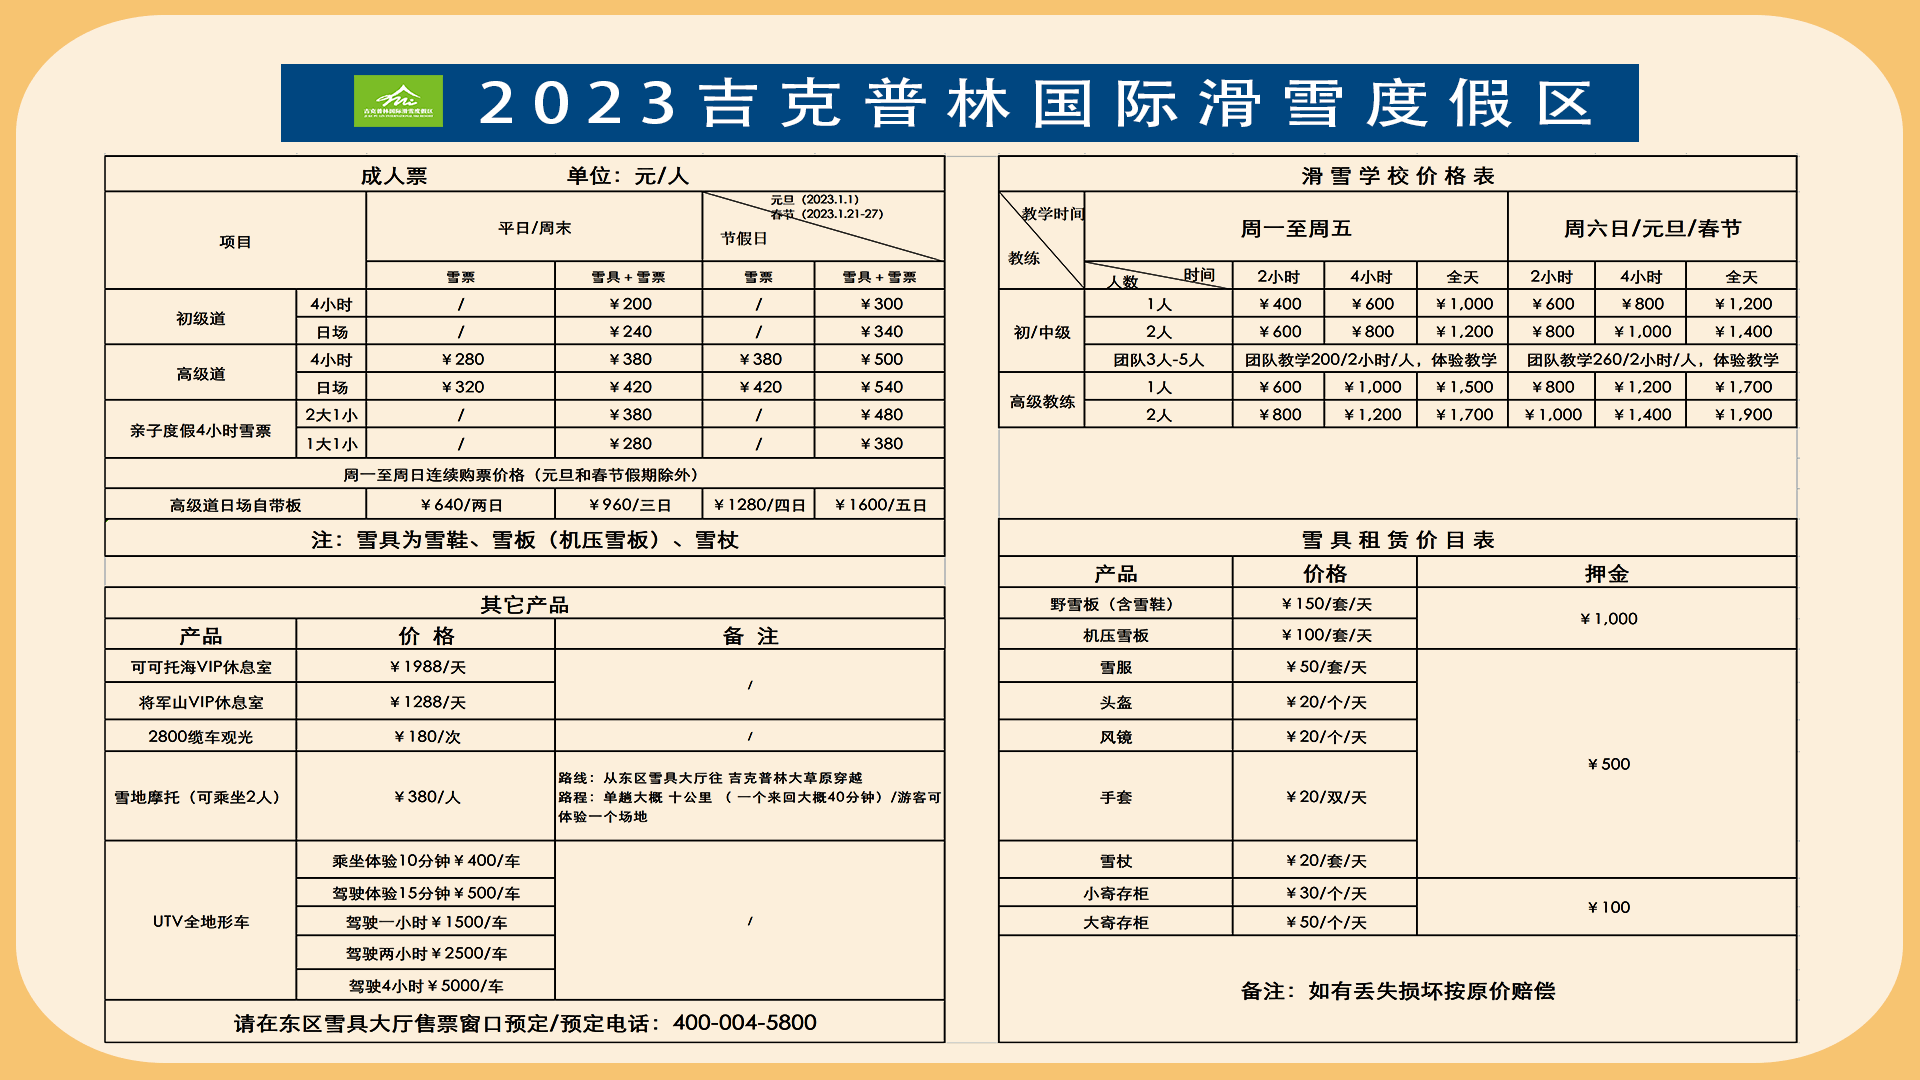 吉克普林国际滑雪度假区
2023吉克普林国际滑雪度假区
成人票 单位：元/人
项目 平日/周末 元旦（2023.1.1）
春节（2023.1.21-27）
节假日
雪票 雪具+雪票 雪票 雪具+雪票
初级道 4小时 / ￥200 / ￥300
日场 / ￥240 / ￥340
高级道 4小时 ￥280 ￥380 ￥380 ￥500
日场 ￥320 ￥420 ￥420 ￥540
亲子度假4小时雪票 2大1小 / ￥380 / ￥480
1大1小 / ￥280 / ￥380
周一至周日连续购票价格（元旦和春节假期除外）
高级道日场自带板 ￥640/两日 ￥960/三日 ￥1280/四日 ￥1600/五日
注：雪具为雪鞋、雪板（机压雪板）、雪杖
其它产品
产品 价 格 备 注
可可托海VIP休息室 ￥1988/天 /
将军山VIP休息室 ￥1288/天
2800缆车观光 ￥180/次 /
雪地摩托（可乘坐2人） ￥380/人
路线：从东区雪具大厅往 吉克普林大草原穿越
路程：单趟大概 十公里 （ 一个来回大概40分钟）/游客可
体验一个场地
UTV全地形车 乘坐体验10分钟￥400/车 /
驾驶体验15分钟￥500/车
驾驶一小时￥1500/车
驾驶两小时￥2500/车
驾驶4小时￥5000/车
请在东区雪具大厅售票窗口预定/预定电话：400-004-5800
滑雪学校价格表
教学时间 周一至周五 周六日/元旦/春节
教练
时间 2小时 4小时 全天 2小时 4小时 全天
人数
初/中级 1人 ￥400 ￥600 ￥1,000 ￥600 ￥800 ￥1,200
2人 ￥600 ￥800 ￥1,200 ￥800 ￥1,000 ￥1,400
团队3人-5人 团队教学200/2小时/人，体验教学 团队教学260/2小时/人，体验教学
高级教练 1人 ￥600 ￥1,000 ￥1,500 ￥800 ￥1,200 ￥1,700
2人 ￥800 ￥1,200 ￥1,700 ￥1,000 ￥1,400 ￥1,900
雪具租赁价目表
产品 价格 押金
野雪板（含雪鞋） ￥150/套/天 ￥1,000
机压雪板 ￥100/套/天
雪服 ￥50/套/天 ￥500
头盔 ￥20/个/天
风镜 ￥20/个/天
手套 ￥20/双/天
雪杖 ￥20/套/天
小寄存柜 ￥30/个/天 ￥100
大寄存柜 ￥50/个/天
备注：如有丢失损坏按原价赔偿